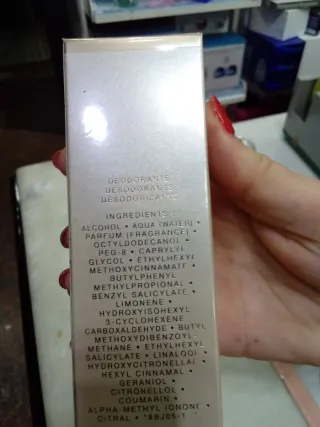 DEODORANTE
DESODORANTE
DESODORIZANTE
INGREDIENTS
ALCOHOL • AQUA (WATER) •
PARFUM (FRAGRANCE) •
OCTYLDODECANOL •
PEG-8 • CAPRYLYL
GLYCOL • ETHYLHEXYL
METHOXYCINNAMATE •
BUTYLPHENYL
METHYLPROPIONAL •
BENZYL SALICYLATE •
LIMONENE •
HYDROXYISOHEXYL
3-CYCLOHEXENE
CARBOXALDEHYDE • BUTYL
METHOXYDIBENZOYL
METHANE • ETHYLHEXYL
SALICYLATE • LINALOOL •
HYDROXYCITRONELLAL •
HEXYL CINNAMAL •
GERANIOL •
CITRONELLOL •
COUMARIN •
ALPHA-METHYL IONONE •
CITRAL •